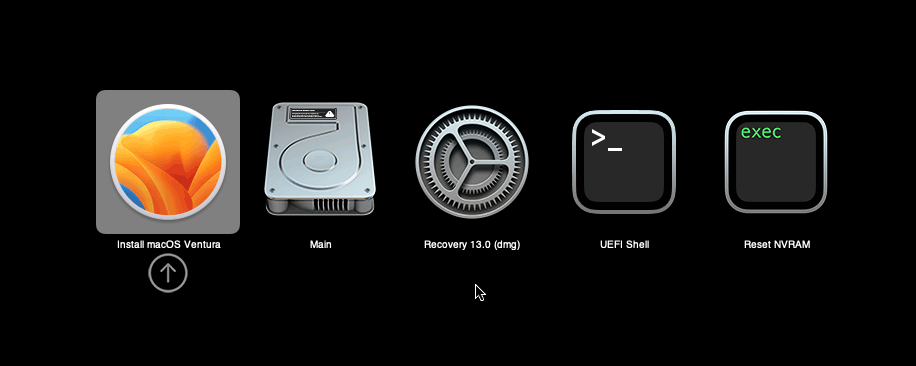 >_
exec
Install macOS Ventura
Main
Recovery 13.0 (dmg)
UEFI Shell
Reset NVRAM